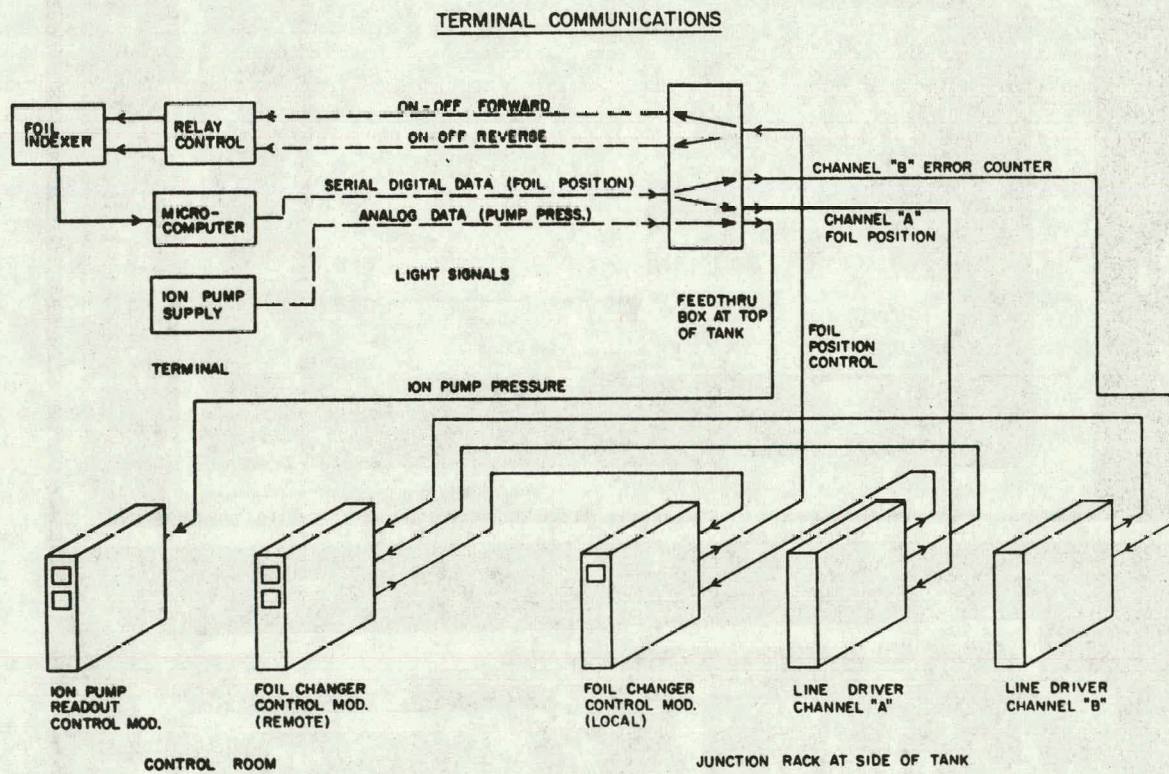 TERMINAL COMMUNICATIONS
FOIL
INDEXER
RELAY
CONTROL
ON-OFF FORWARD
ON OFF REVERSE
MICRO-
COMPUTER
SERIAL DIGITAL DATA (FOIL POSITION)
ANALOG DATA (PUMP PRESS.)
ION PUMP
SUPPLY
LIGHT SIGNALS
TERMINAL
FEEDTHRU
BOX AT TOP
OF TANK
CHANNEL "B" ERROR COUNTER
CHANNEL "A"
FOIL POSITION
FOIL
POSITION
CONTROL
ION PUMP PRESSURE
ION PUMP
READOUT
CONTROL MOD.
FOIL CHANGER
CONTROL MOD.
(REMOTE)
FOIL CHANGER
CONTROL MOD.
(LOCAL)
LINE DRIVER
CHANNEL "A"
LINE DRIVER
CHANNEL "B"
CONTROL ROOM
JUNCTION RACK AT SIDE OF TANK